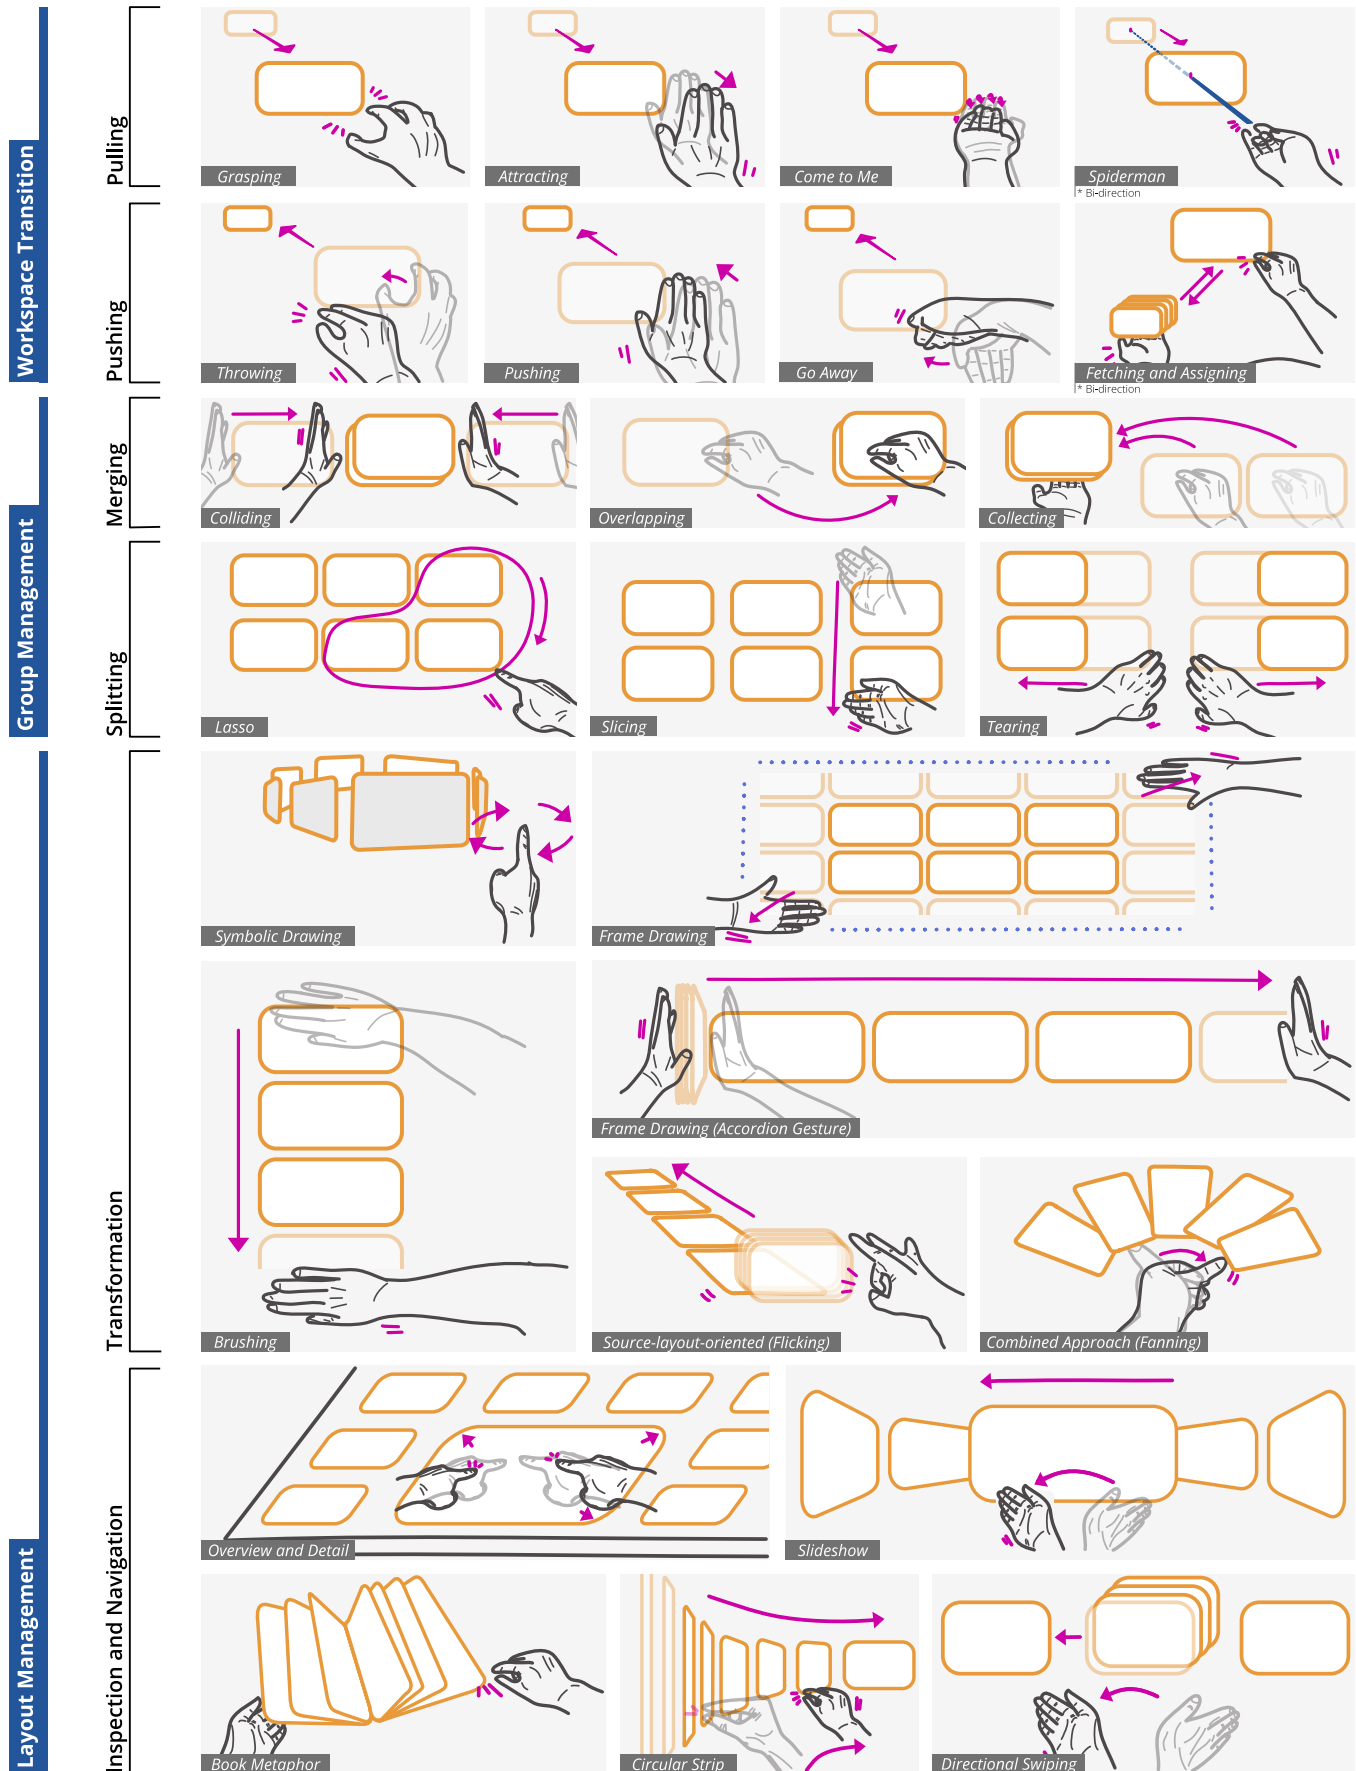 Workspace Transition
Pulling
Grasping
Attracting
Come to Me
Spiderman
* Bi-direction
Pushing
Throwing
Pushing
Go Away
Fetching and Assigning
* Bi-direction
Group Management
Merging
Colliding
Overlapping
Collecting
Splitting
Lasso
Slicing
Tearing
Layout Management
Transformation
Symbolic Drawing
Frame Drawing
Brushing
Frame Drawing (Accordion Gesture)
Source-layout-oriented (Flicking)
Combined Approach (Fanning)
Inspection and Navigation
Overview and Detail
Slideshow
Book Metaphor
Circular Strip
Directional Swiping